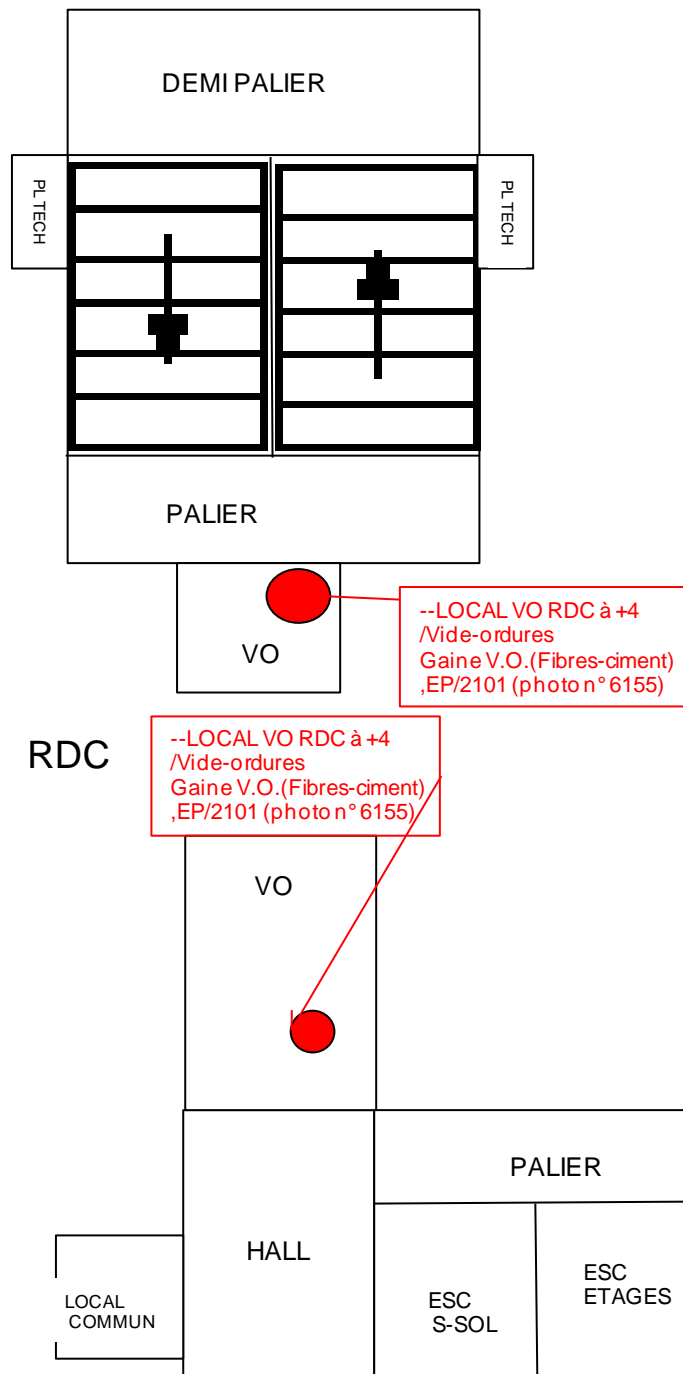 DEMI PALIER
PL TECH
PL TECH
PALIER
VO
--LOCAL VO RDC à +4
/Vide-ordures
Gaine V.O.(Fibres-ciment)
,EP/2101 (photo n° 6155)
RDC
--LOCAL VO RDC à +4
/Vide-ordures
Gaine V.O.(Fibres-ciment)
,EP/2101 (photo n° 6155)
VO
PALIER
HALL
LOCAL
COMMUN
ESC
S-SOL
ESC
ETAGES